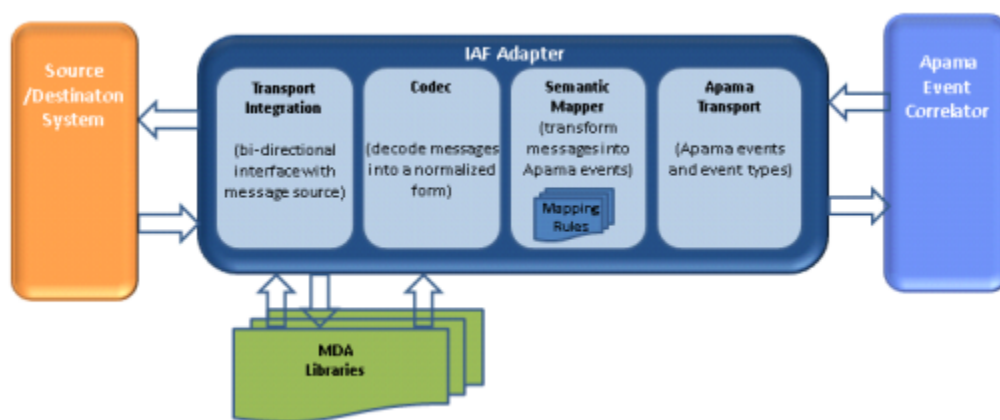 IAF Adapter
Source
/Destinaton
System
Transport
Integration
(bi-directional
interface with
message source)
Codec
(decode messages
into a normalized
form)
Semantic
Mapper
(transform
messages into
Apama events)
Mapping
Rules
Apama
Transport
(Apama events
and event types)
Apama
Event
Correlator
MDA
Libraries